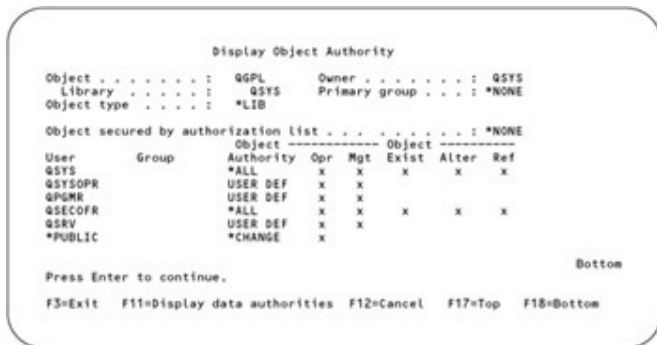 Display Object Authority
Object . . . . . . . : QGPL Owner . . . . . . . : QSYS
Library . . . . . : QSYS Primary group . . . : *NONE
Object type . . . . : *LIB
Object secured by authorization list . . . . . . . . . . . . : *NONE
Object ------------ Object -----------
User Group Authority Opr Mgt Exist Alter Ref
QSYS *ALL x x x x x
QSYSOPR USER DEF x x
QPGMR USER DEF x x
QSECOFR *ALL x x x x x
QSRV USER DEF x x
*PUBLIC *CHANGE x
Bottom
Press Enter to continue.
F3=Exit F11=Display data authorities F12=Cancel F17=Top F18=Bottom